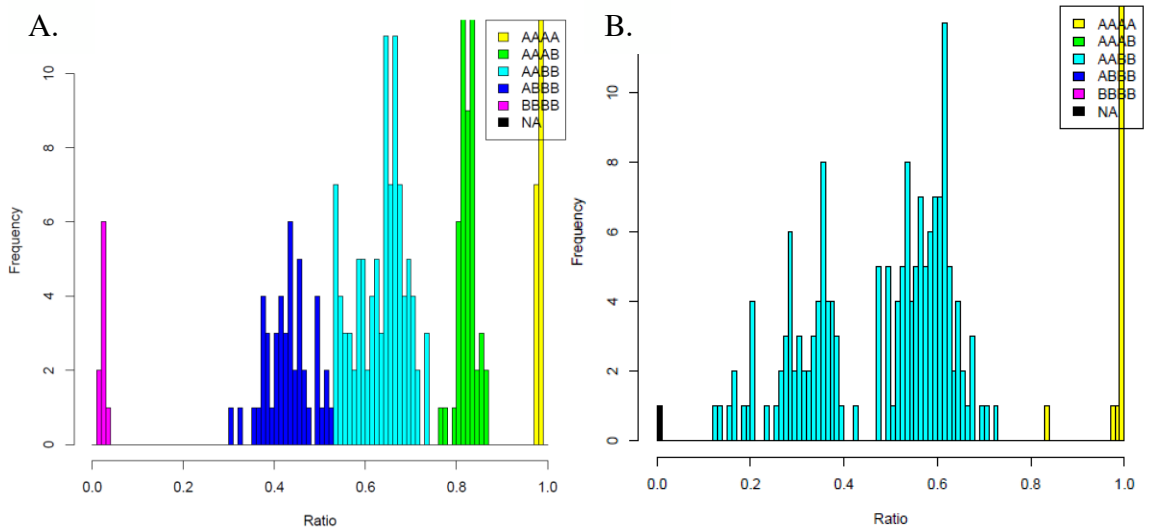 A.
AAAA
AAAB
AABB
ABBB
BBBB
NA
10
8
6
4
2
0
Frequency
0.0 0.2 0.4 0.6 0.8 1.0
Ratio
B.
AAAA
AAAB
AABB
ABBB
BBBB
NA
10
8
6
4
2
0
Frequency
0.0 0.2 0.4 0.6 0.8 1.0
Ratio